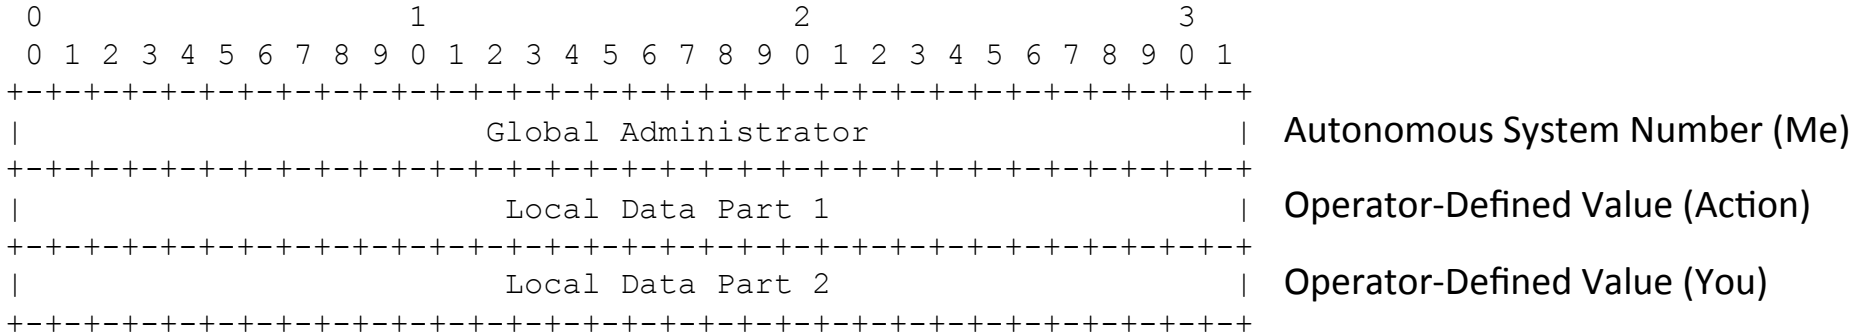 0                   1                   2                   3
0 1 2 3 4 5 6 7 8 9 0 1 2 3 4 5 6 7 8 9 0 1 2 3 4 5 6 7 8 9 0 1
+-+-+-+-+-+-+-+-+-+-+-+-+-+-+-+-+-+-+-+-+-+-+-+-+-+-+-+-+-+-+-+-+
|                        Global Administrator                   | Autonomous System Number (Me)
+-+-+-+-+-+-+-+-+-+-+-+-+-+-+-+-+-+-+-+-+-+-+-+-+-+-+-+-+-+-+-+-+
|                         Local Data Part 1                     | Operator-Defined Value (Action)
+-+-+-+-+-+-+-+-+-+-+-+-+-+-+-+-+-+-+-+-+-+-+-+-+-+-+-+-+-+-+-+-+
|                         Local Data Part 2                     | Operator-Defined Value (You)
+-+-+-+-+-+-+-+-+-+-+-+-+-+-+-+-+-+-+-+-+-+-+-+-+-+-+-+-+-+-+-+-+